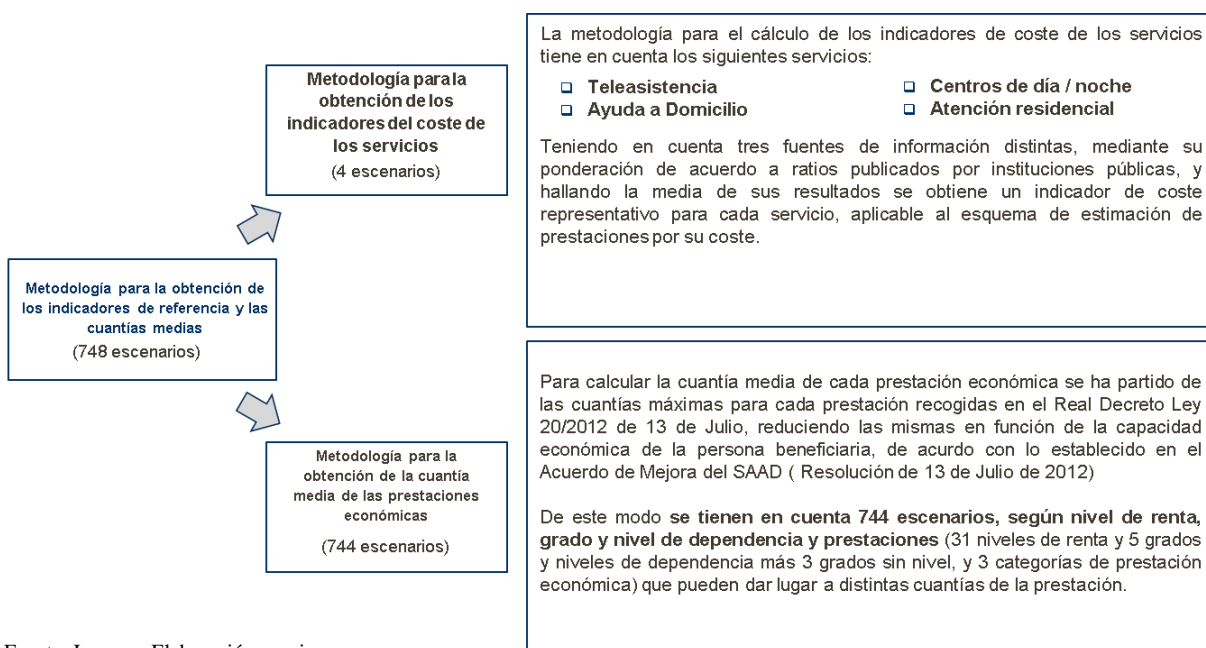 La metodología para el cálculo de los indicadores de coste de los servicios
tiene en cuenta los siguientes servicios:
❑ Teleasistencia
❑ Centros de día / noche
❑ Ayuda a Domicilio
❑ Atención residencial
Teniendo en cuenta tres fuentes de información distintas, mediante su
ponderación de acuerdo a ratios publicados por instituciones públicas, y
hallando la media de sus resultados se obtiene un indicador de coste
representativo para cada servicio, aplicable al esquema de estimación de
prestaciones por su coste.
Metodología para la
obtención de los
indicadores del coste de
los servicios
(4 escenarios)
Metodología para la obtención de
los indicadores de referencia y las
cuantías medias
(748 escenarios)
Metodología para la
obtención de la cuantía
media de las prestaciones
económicas
(744 escenarios)
Para calcular la cuantía media de cada prestación económica se ha partido de
las cuantías máximas para cada prestación recogidas en el Real Decreto Ley
20/2012 de 13 de Julio, reduciendo las mismas en función de la capacidad
económica de la persona beneficiaria, de acurdo con lo establecido en el
Acuerdo de Mejora del SAAD ( Resolución de 13 de Julio de 2012)
De este modo se tienen en cuenta 744 escenarios, según nivel de renta,
grado y nivel de dependencia y prestaciones (31 niveles de renta y 5 grados
y niveles de dependencia más 3 grados sin nivel, y 3 categorías de prestación
económica) que pueden dar lugar a distintas cuantías de la prestación.